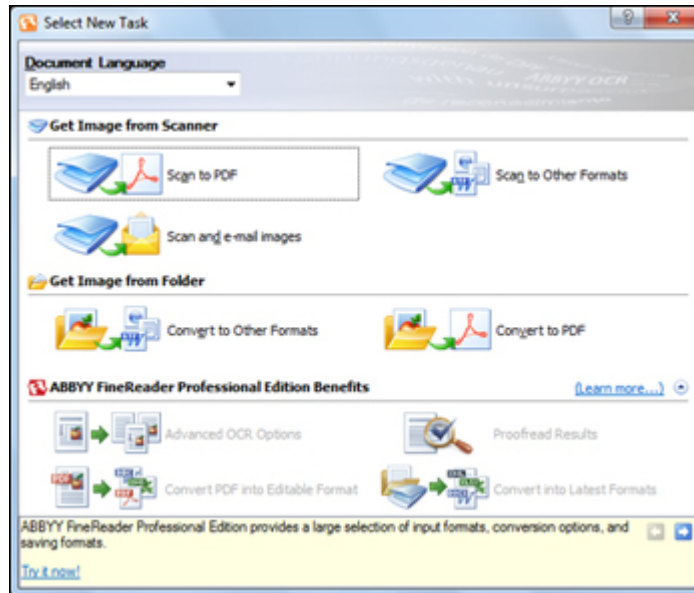 Select New Task
Document Language
English
ABBYY OCR
Get Image from Scanner
Scan to PDF
Scan to Other Formats
Scan and e-mail images
Get Image from Folder
Convert to Other Formats
Convert to PDF
ABBYY FineReader Professional Edition Benefits
(Learn more...)
Advanced OCR Options
Proofread Results
Convert PDF into Editable Format
Convert into Latest Formats
ABBYY FineReader Professional Edition provides a large selection of input formats, conversion options, and
saving formats.
Try it now!